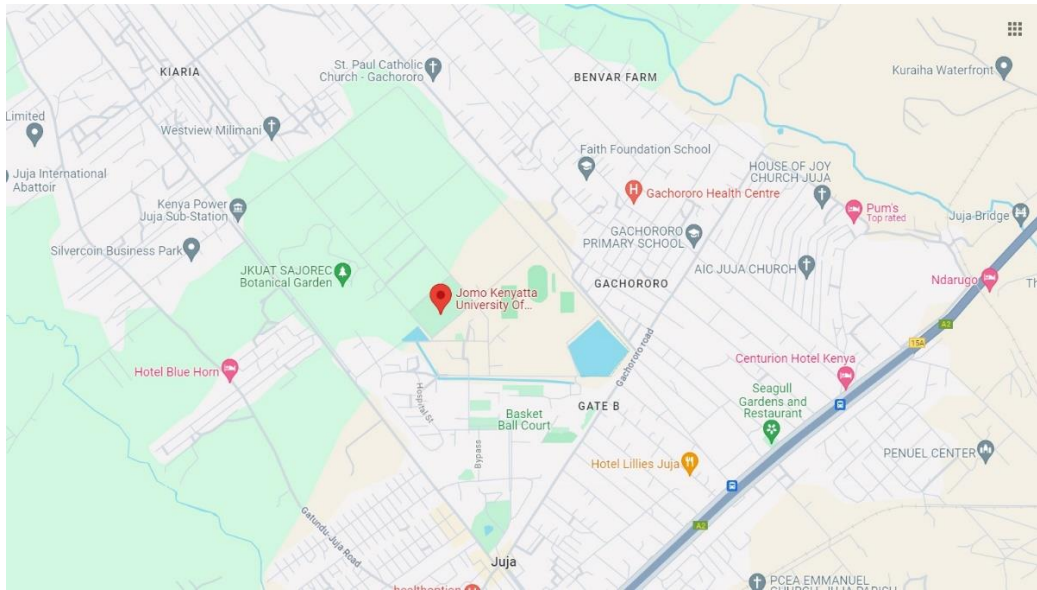 KIARIA
St. Paul Catholic
Church - Gachororo
BENVAR FARM
Kuraiha Waterfront
Limited
Westview Milimani
Juja International
Abattoir
Faith Foundation School
HOUSE OF JOY
CHURCH JUJA
Gachororo Health Centre
Kenya Power
Juja Sub-Station
Pum's
Top rated
Juja Bridge
GACHORORO
PRIMARY SCHOOL
Silvercoin Business Park
JKUAT SAJOREC
Botanical Garden
AIC JUJA CHURCH
Ndarugo
Th
GACHORORO
Jomo Kenyatta
University Of...
A2
15A
Gachororo road
Centurion Hotel Kenya
Hotel Blue Horn
Hospital St
Seagull
Gardens and
Restaurant
GATE B
Basket
Ball Court
Bypass
PENUEL CENTER
Hotel Lillies Juja
Gatundu-Juja Road
A2
Juja
PCEA EMMANUEL